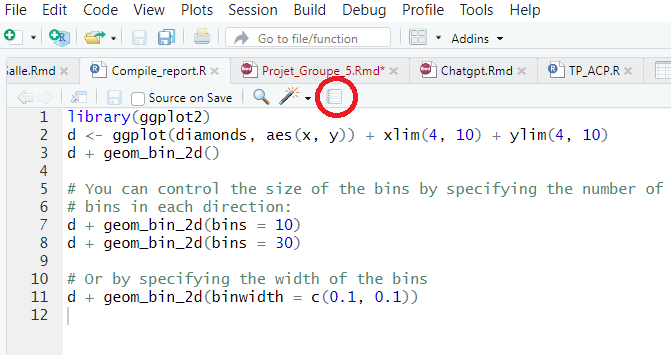 File Edit Code View Plots Session Build Debug Profile Tools Help
Go to file/function Addins
Salle.Rmd Compile_report.R Projet_Groupe_5.Rmd* Chatgpt.Rmd TP_ACP.R
Source on Save
1 library(ggplot2)
2 d <- ggplot(diamonds, aes(x, y)) + xlim(4, 10) + ylim(4, 10)
3 d + geom_bin_2d()
4
5 # You can control the size of the bins by specifying the number of
6 # bins in each direction:
7 d + geom_bin_2d(bins = 10)
8 d + geom_bin_2d(bins = 30)
9
10 # Or by specifying the width of the bins
11 d + geom_bin_2d(binwidth = c(0.1, 0.1))
12